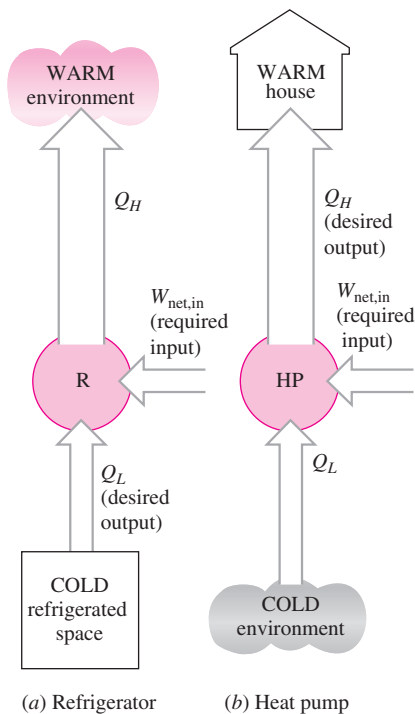 WARM
environment
Q_H
W_net,in
(required
input)
R
Q_L
(desired
output)
COLD
refrigerated
space
(a) Refrigerator
WARM
house
Q_H
(desired
output)
W_net,in
(required
input)
HP
Q_L
COLD
environment
(b) Heat pump